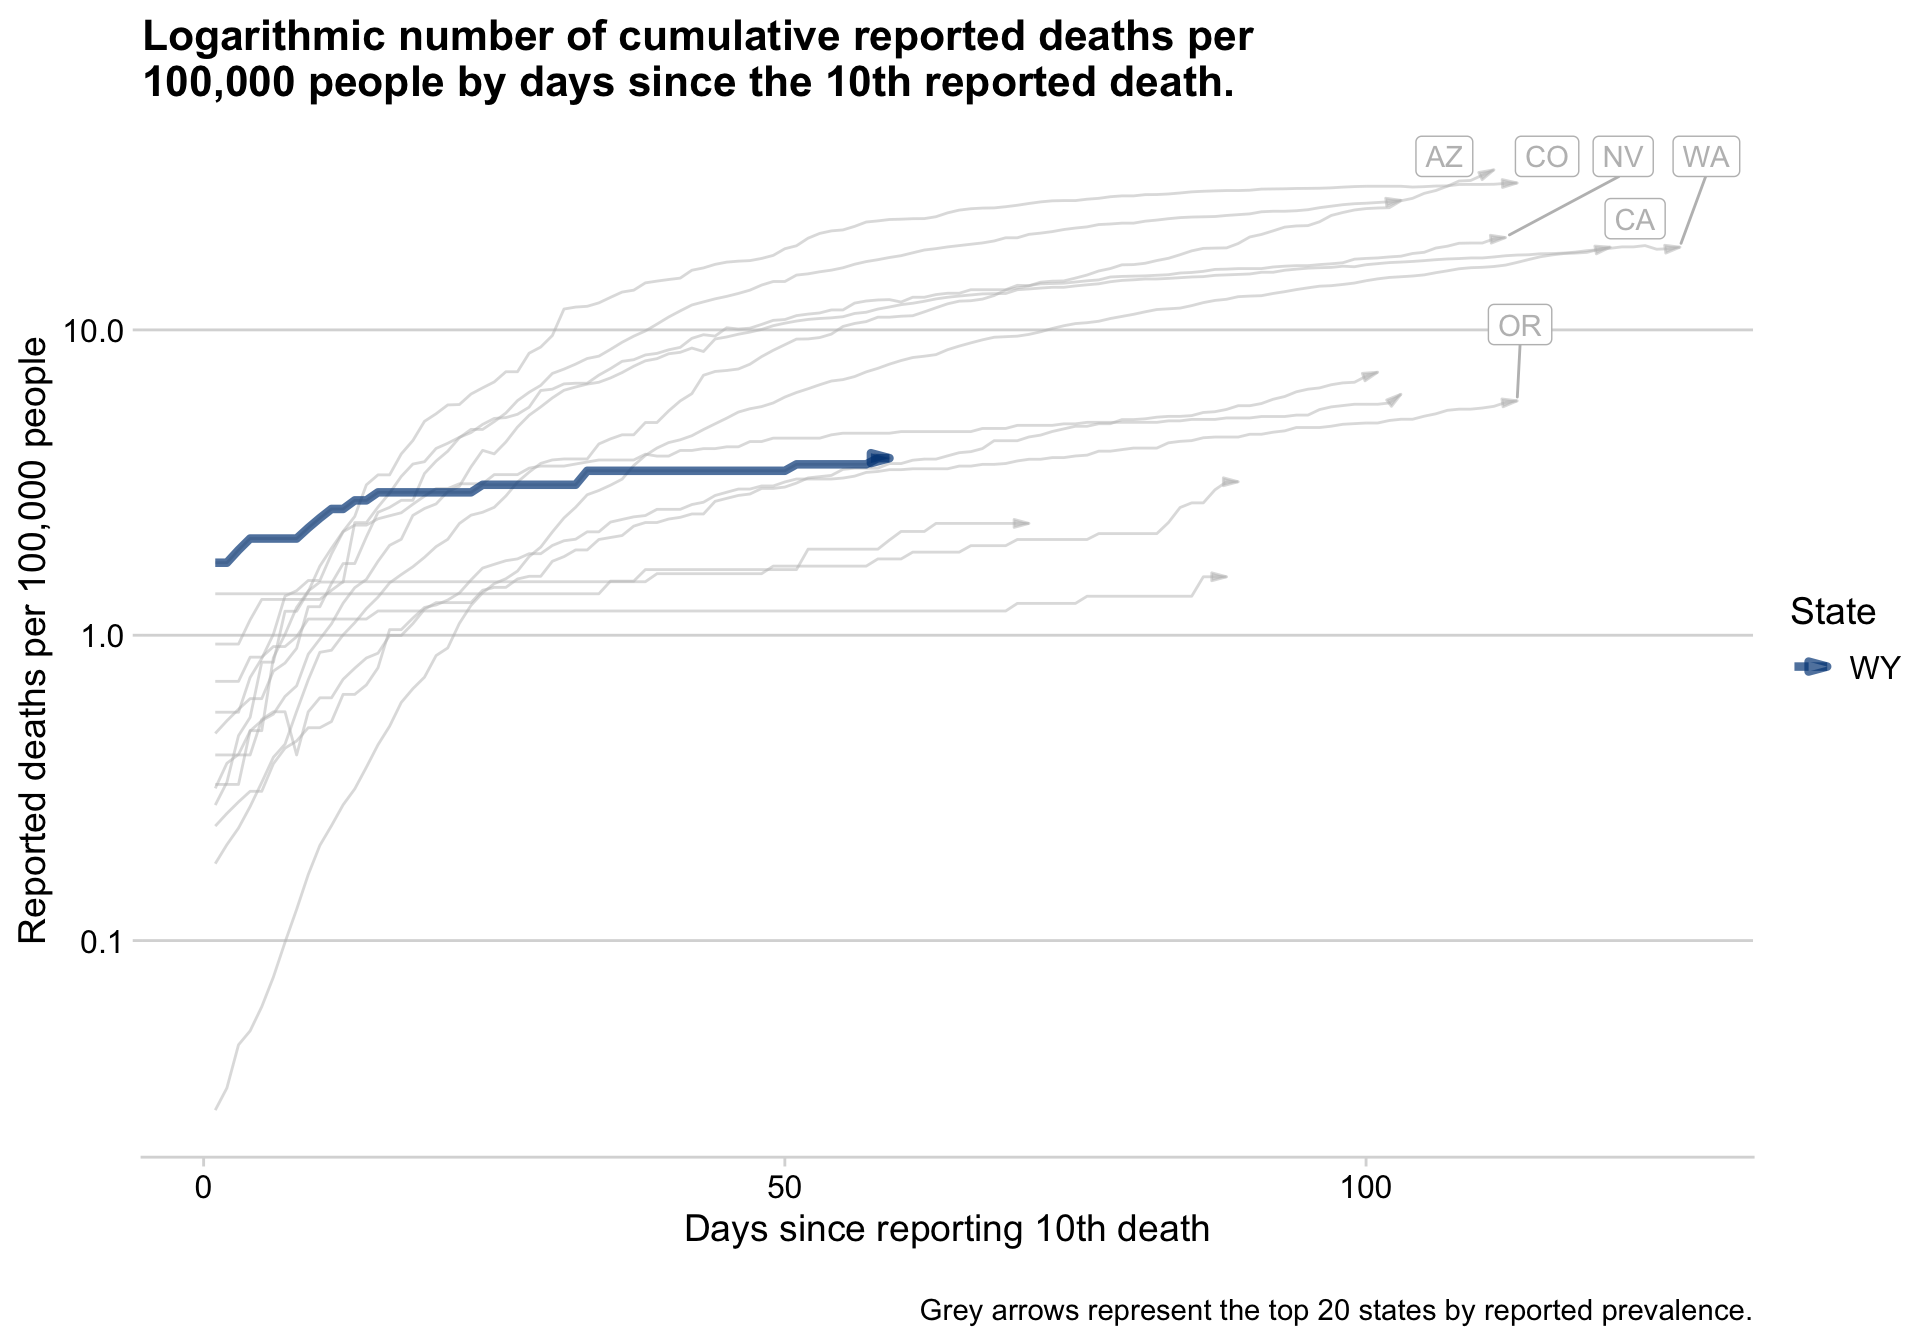 Logarithmic number of cumulative reported deaths per
100,000 people by days since the 10th reported death.
AZ CO NV WA
CA
OR
Reported deaths per 100,000 people
10.0
1.0
0.1
State
WY
0 50 100
Days since reporting 10th death
Grey arrows represent the top 20 states by reported prevalence.